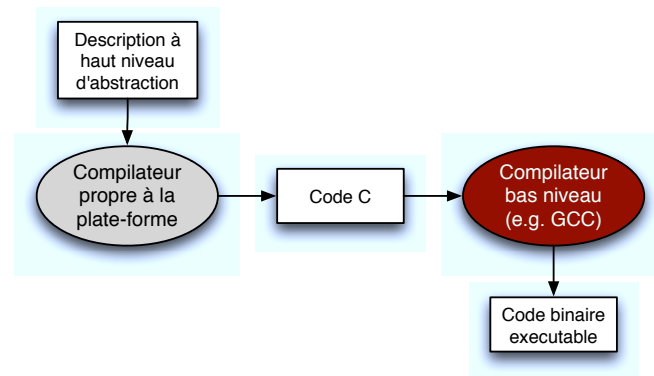 Description à
haut niveau
d'abstraction
Compilateur
propre à la
plate-forme
Code C
Compilateur
bas niveau
(e.g. GCC)
Code binaire
executable